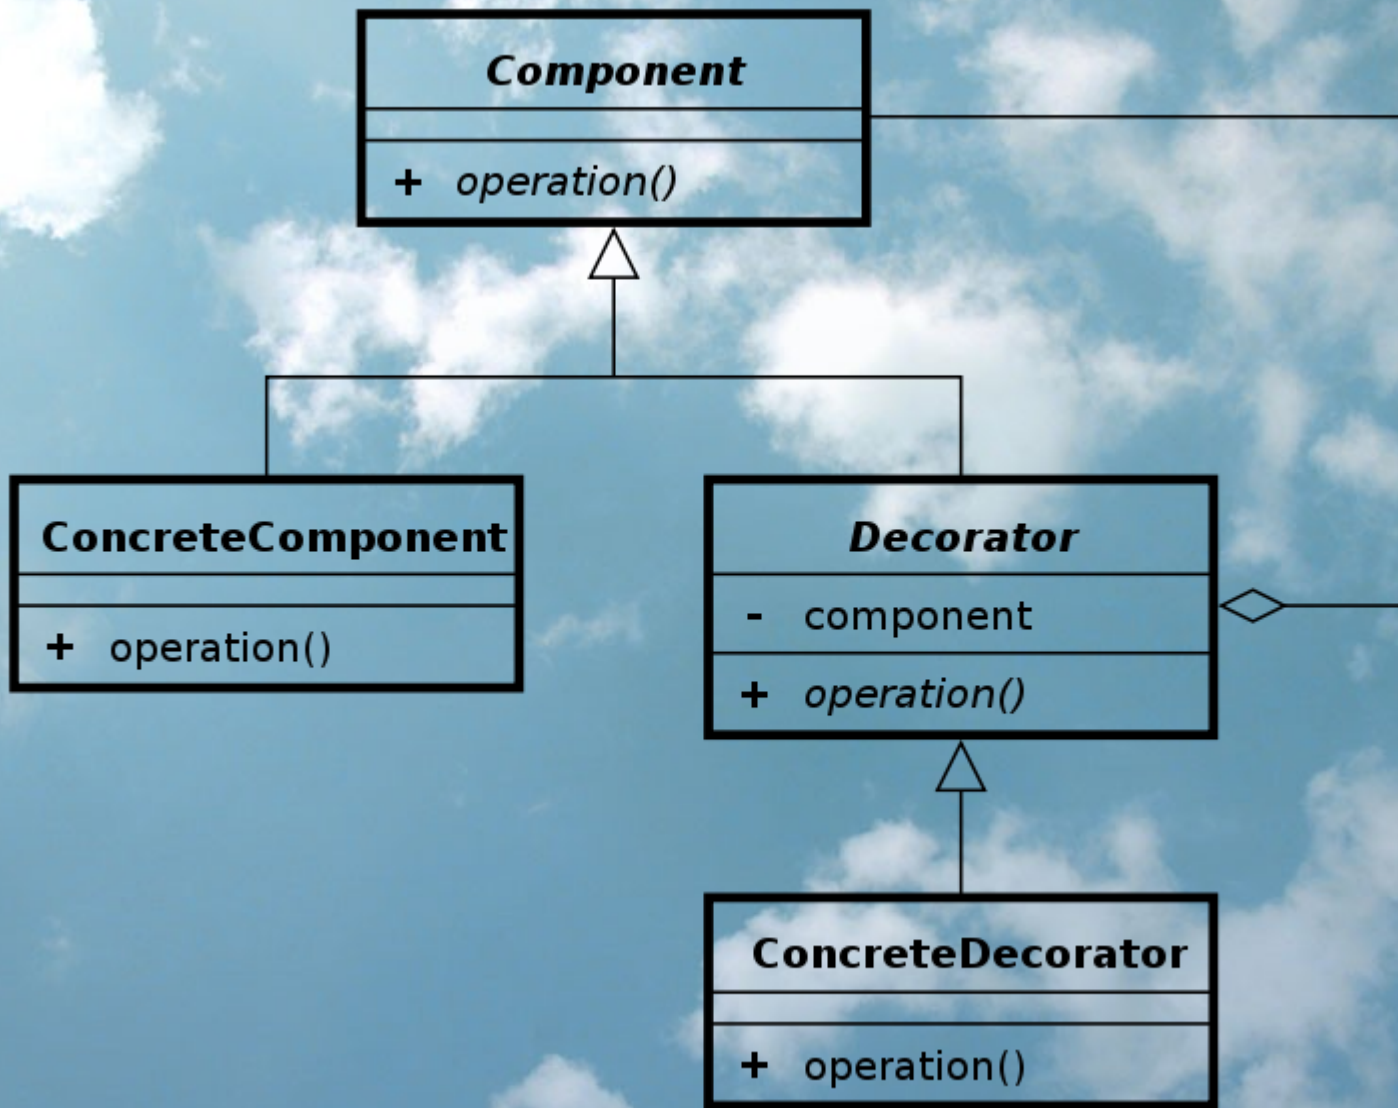 Component
+ operation()
ConcreteComponent
+ operation()
Decorator
- component
+ operation()
ConcreteDecorator
+ operation()